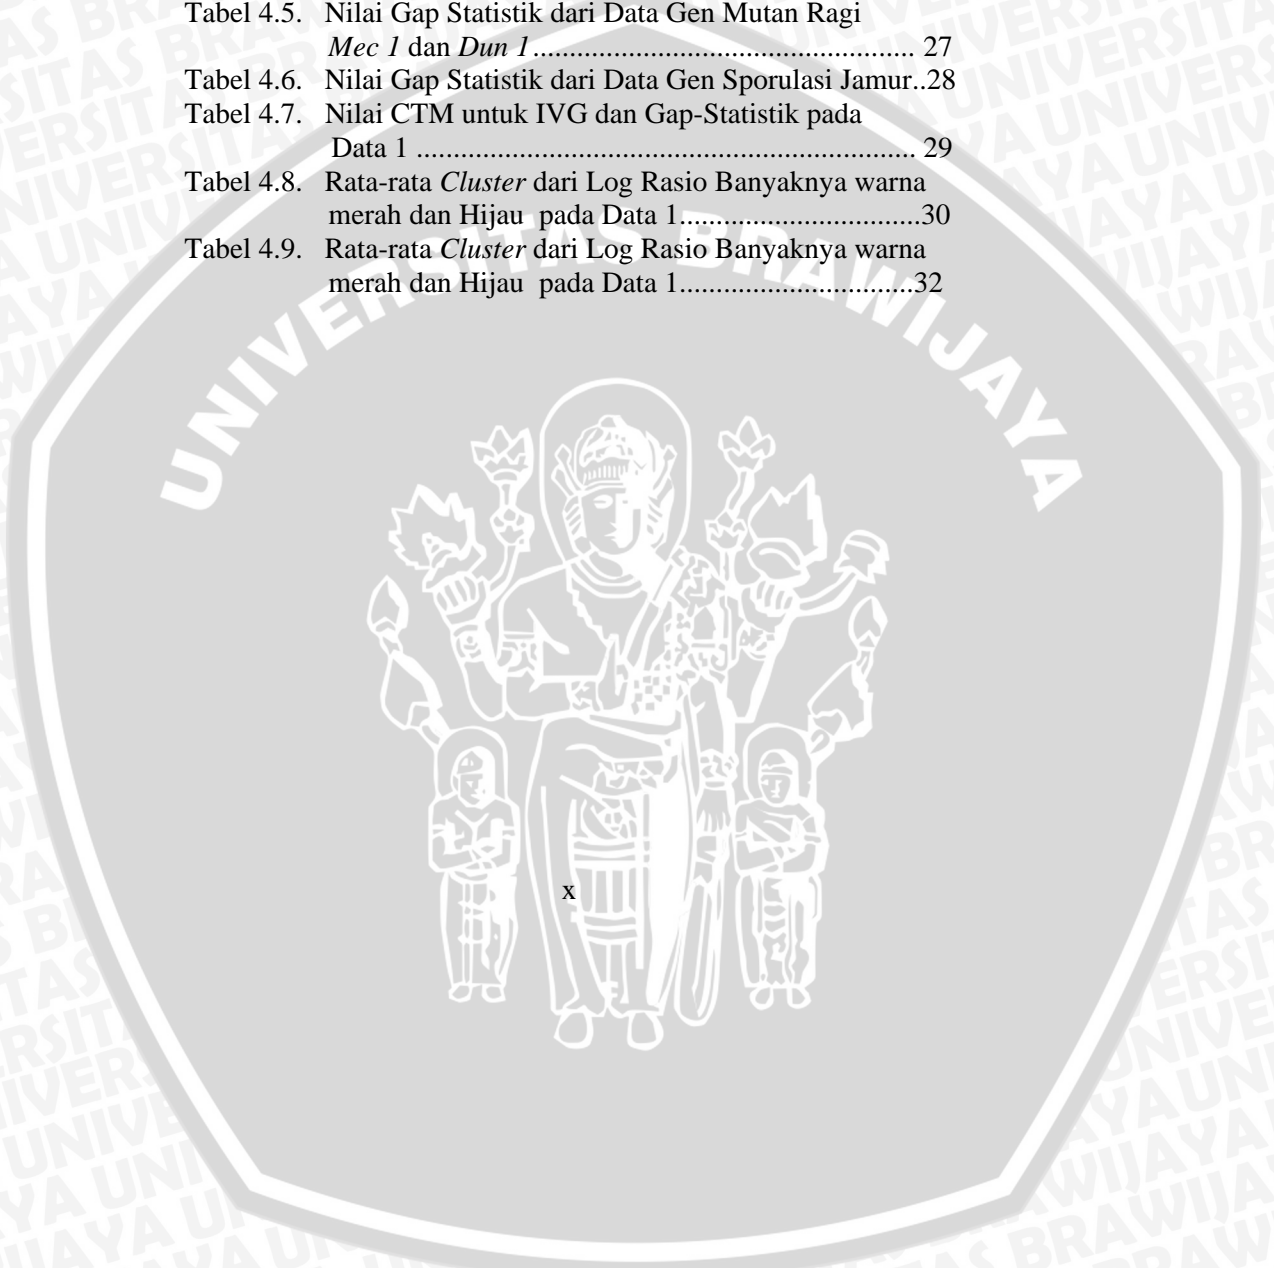 Tabel 4.5. Nilai Gap Statistik dari Data Gen Mutan Ragi
Mec 1 dan Dun 1.................................................... 27
Tabel 4.6. Nilai Gap Statistik dari Data Gen Sporulasi Jamur..28
Tabel 4.7. Nilai CTM untuk IVG dan Gap-Statistik pada
Data 1 .................................................................... 29
Tabel 4.8. Rata-rata Cluster dari Log Rasio Banyaknya warna
merah dan Hijau pada Data 1.................................30
Tabel 4.9. Rata-rata Cluster dari Log Rasio Banyaknya warna
merah dan Hijau pada Data 1................................32
UNIVERSITAS BRAWIJAYA
x